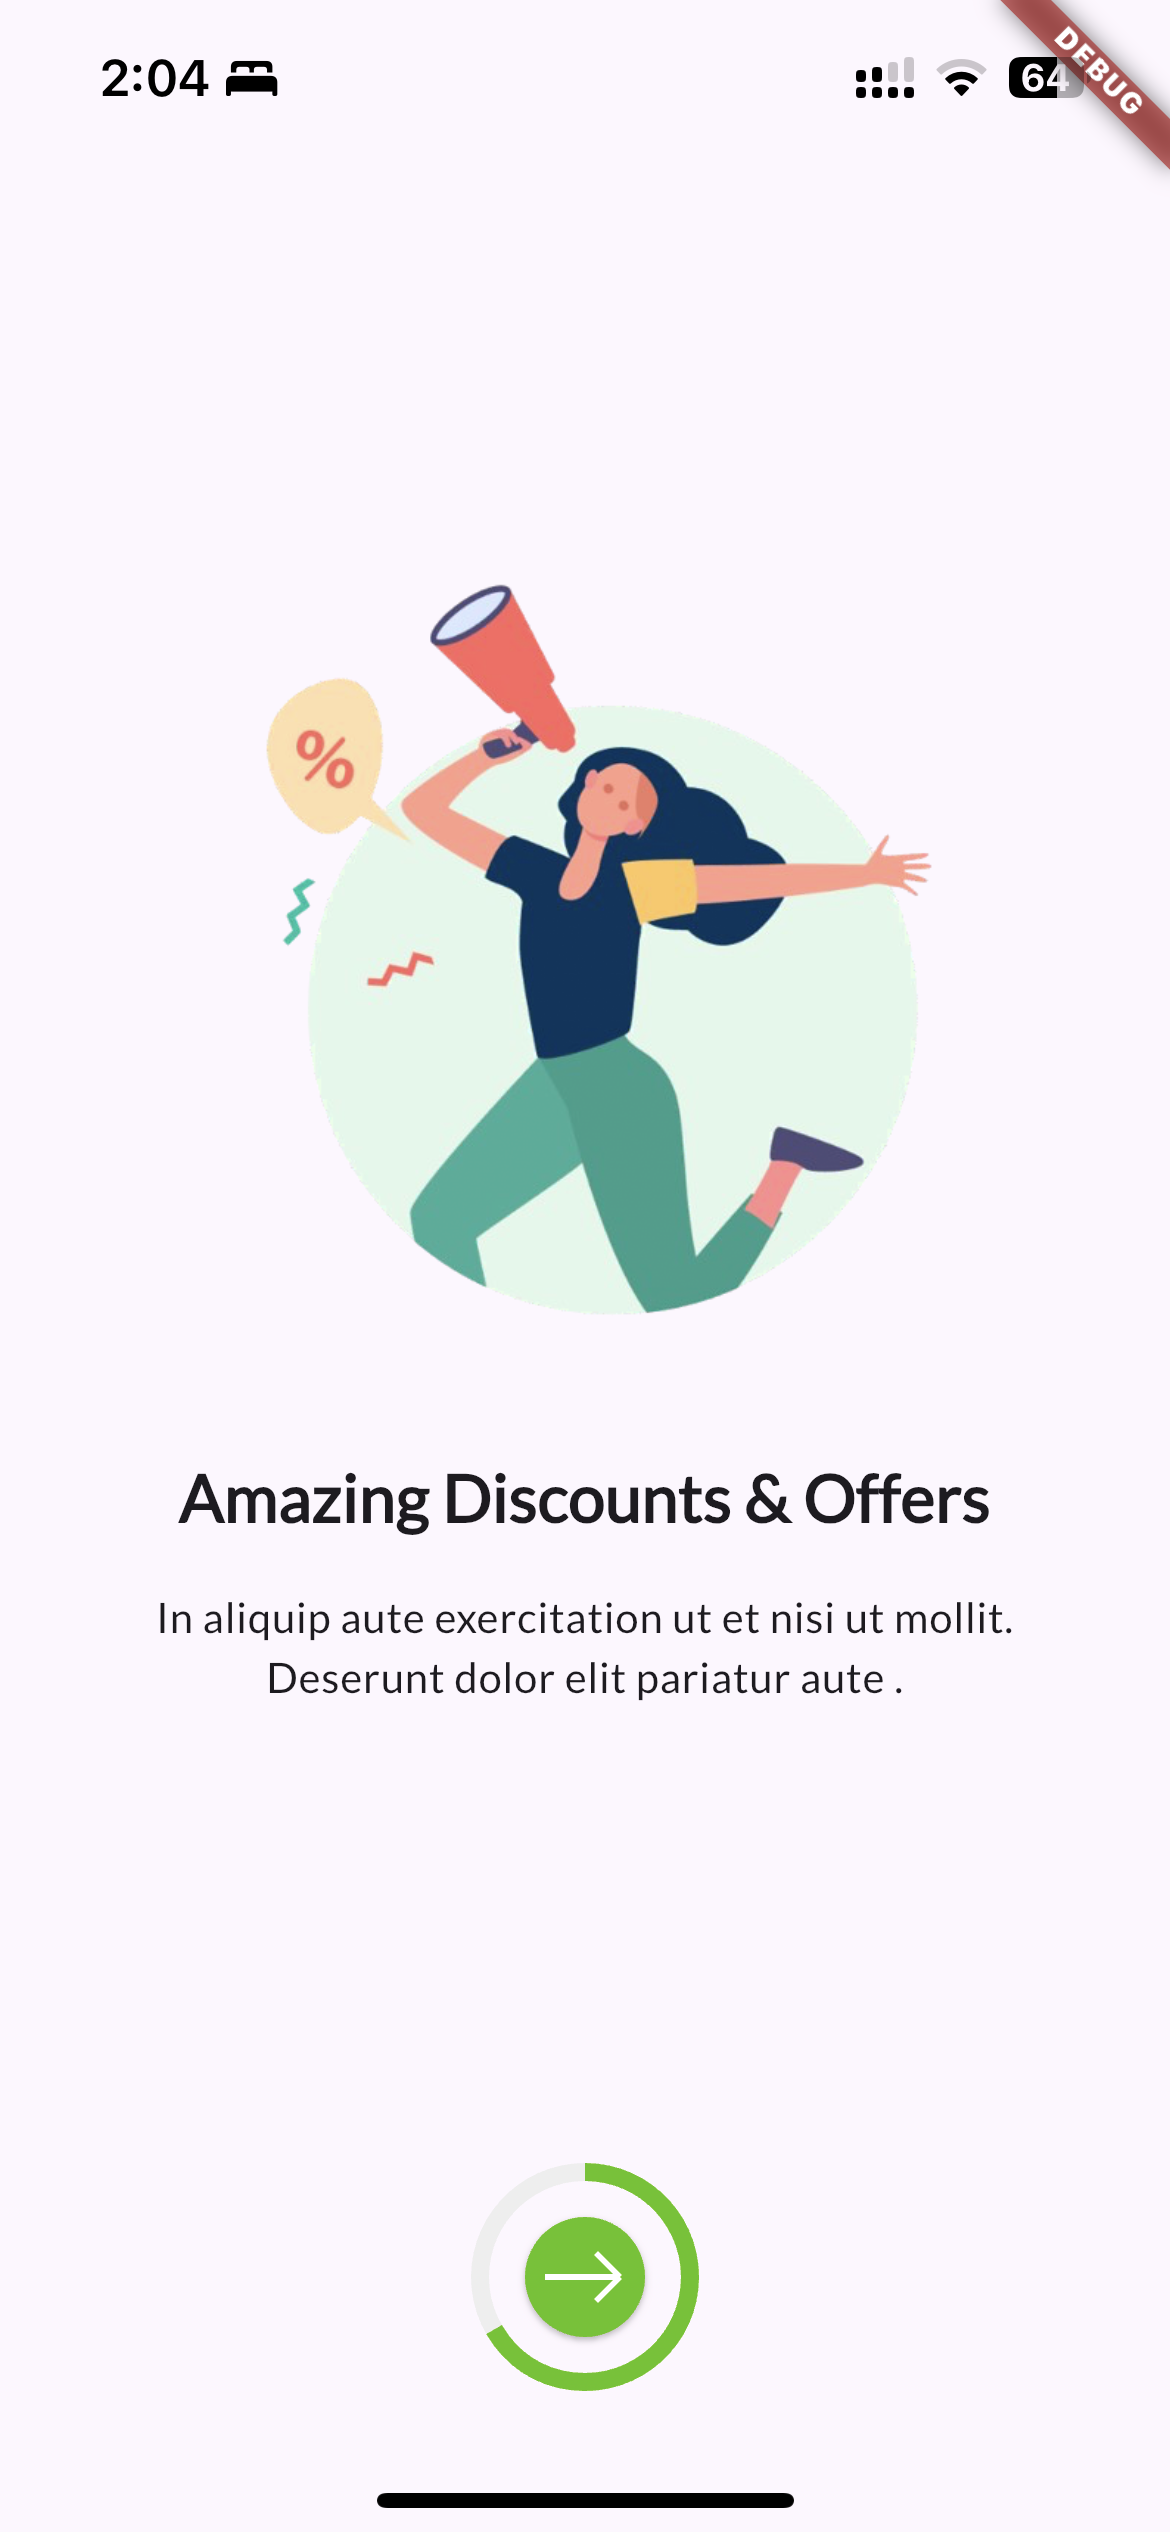 2:04
64
DEBUG
%
Amazing Discounts & Offers
In aliquip aute exercitation ut et nisi ut mollit.
Deserunt dolor elit pariatur aute .